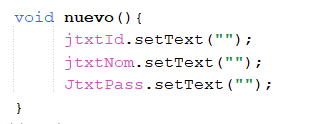 void nuevo(){
jtxtId.setText("");
jtxtNom.setText("");
JtxtPass.setText("");
}